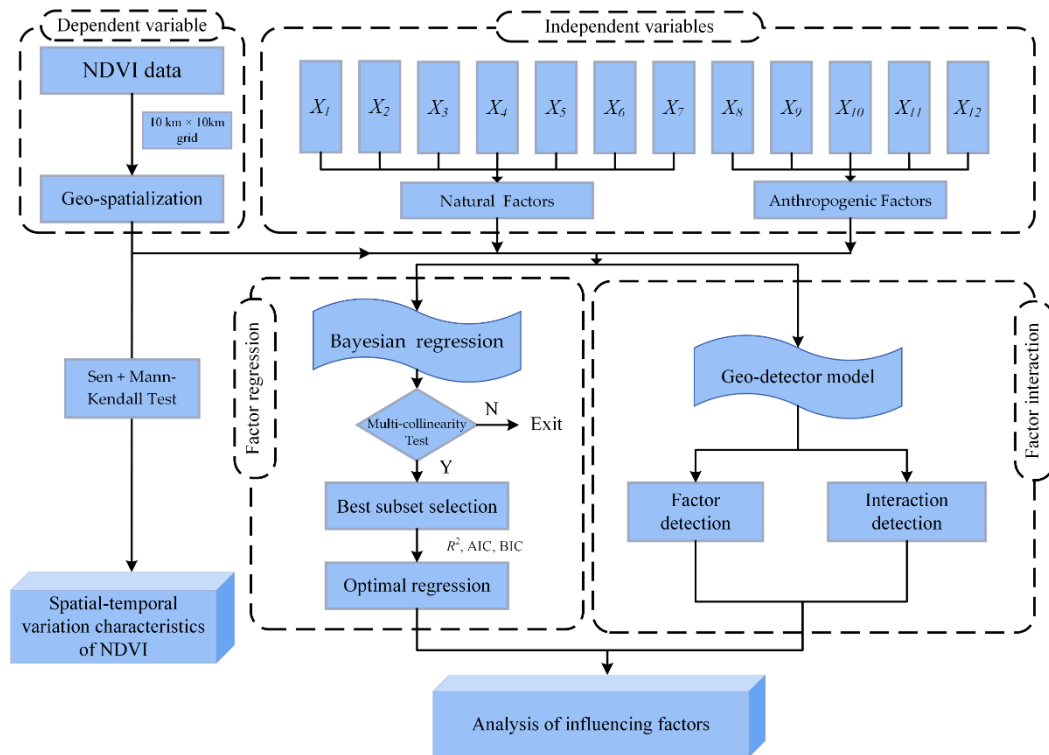 Dependent variable
Independent variables
NDVI data
10 km × 10km
grid
Geo-spatialization
X1 X2 X3 X4 X5 X6 X7 X8 X9 X10 X11 X12
Natural Factors
Anthropogenic Factors
Sen + Mann-
Kendall Test
Spatial-temporal
variation characteristics
of NDVI
Factor regression
Bayesian regression
Multi-collinearity
Test
N
Exit
Y
Best subset selection
R², AIC, BIC
Optimal regression
Factor interaction
Geo-detector model
Factor
detection
Interaction
detection
Analysis of influencing factors